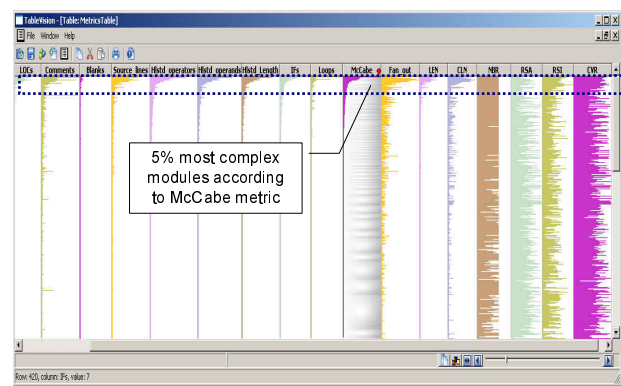 TableVision - [Table: MetricsTable]
File Window Help
LOCs Comments Blanks Source lines Hlstd operators Hlstd operands Hlstd Length IFs Loops McCabe Fan out LEN CLN NBR RSA RSI CVR
5% most complex
modules according
to McCabe metric
Row: 420, column: IFs, value: 7